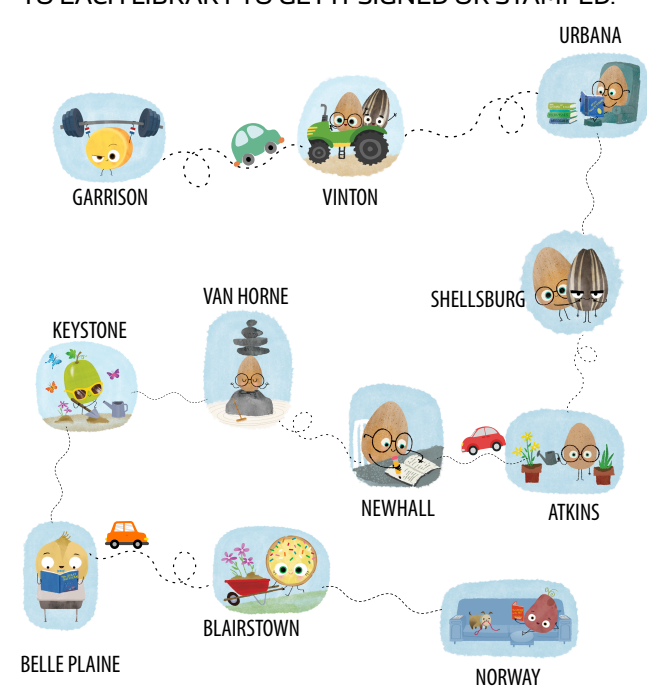 TO EACH LIBRARY TO GET IT SIGNED OR STAMPED.
URBANA
GARRISON
VINTON
SHELLSBURG
VAN HORNE
KEYSTONE
NEWHALL
ATKINS
BLAIRSTOWN
BELLE PLAINE
NORWAY